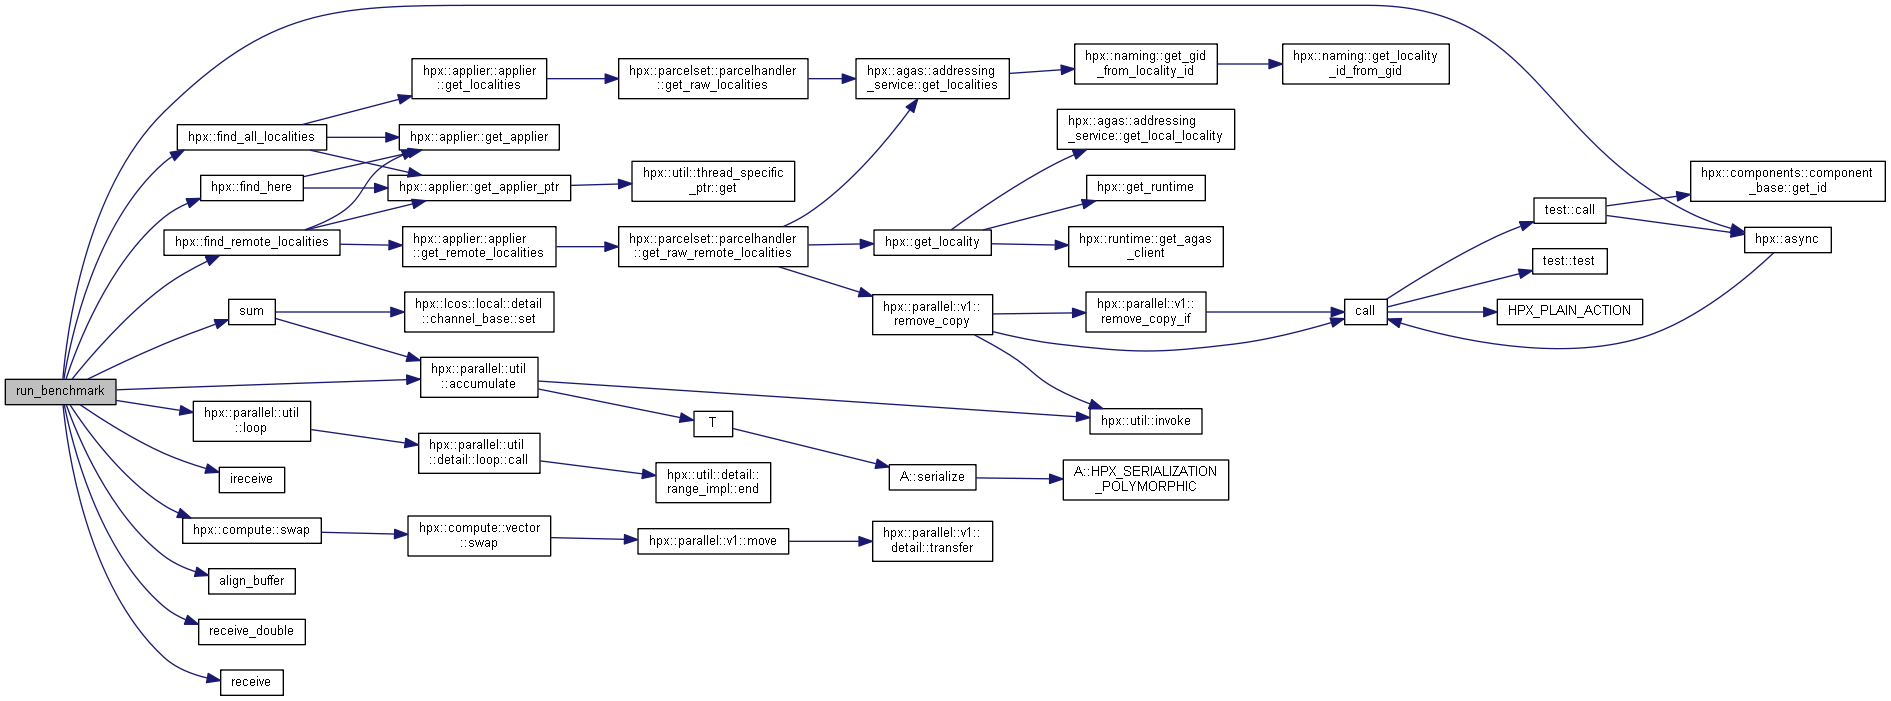 run_benchmark
hpx::find_all_localities
hpx::find_here
hpx::find_remote_localities
sum
hpx::parallel::util
::loop
ireceive
hpx::compute::swap
align_buffer
receive_double
receive
hpx::applier::applier
::get_localities
hpx::applier::get_applier
hpx::applier::get_applier_ptr
hpx::applier::applier
::get_remote_localities
hpx::lcos::local::detail
::channel_base::set
hpx::parallel::util
::accumulate
hpx::parallel::util
::detail::loop::call
hpx::compute::vector
::swap
hpx::parcelset::parcelhandler
::get_raw_localities
hpx::util::thread_specific
_ptr::get
hpx::parcelset::parcelhandler
::get_raw_remote_localities
T
hpx::util::detail::
range_impl::end
hpx::parallel::v1::move
hpx::agas::addressing
_service::get_localities
hpx::get_locality
hpx::parallel::v1::
remove_copy
A::serialize
hpx::parallel::v1::
detail::transfer
hpx::naming::get_gid
_from_locality_id
hpx::agas::addressing
_service::get_local_locality
hpx::get_runtime
hpx::runtime::get_agas
_client
hpx::parallel::v1::
remove_copy_if
hpx::util::invoke
A::HPX_SERIALIZATION
_POLYMORPHIC
hpx::naming::get_locality
_id_from_gid
call
test::call
test::test
HPX_PLAIN_ACTION
hpx::components::component
_base::get_id
hpx::async